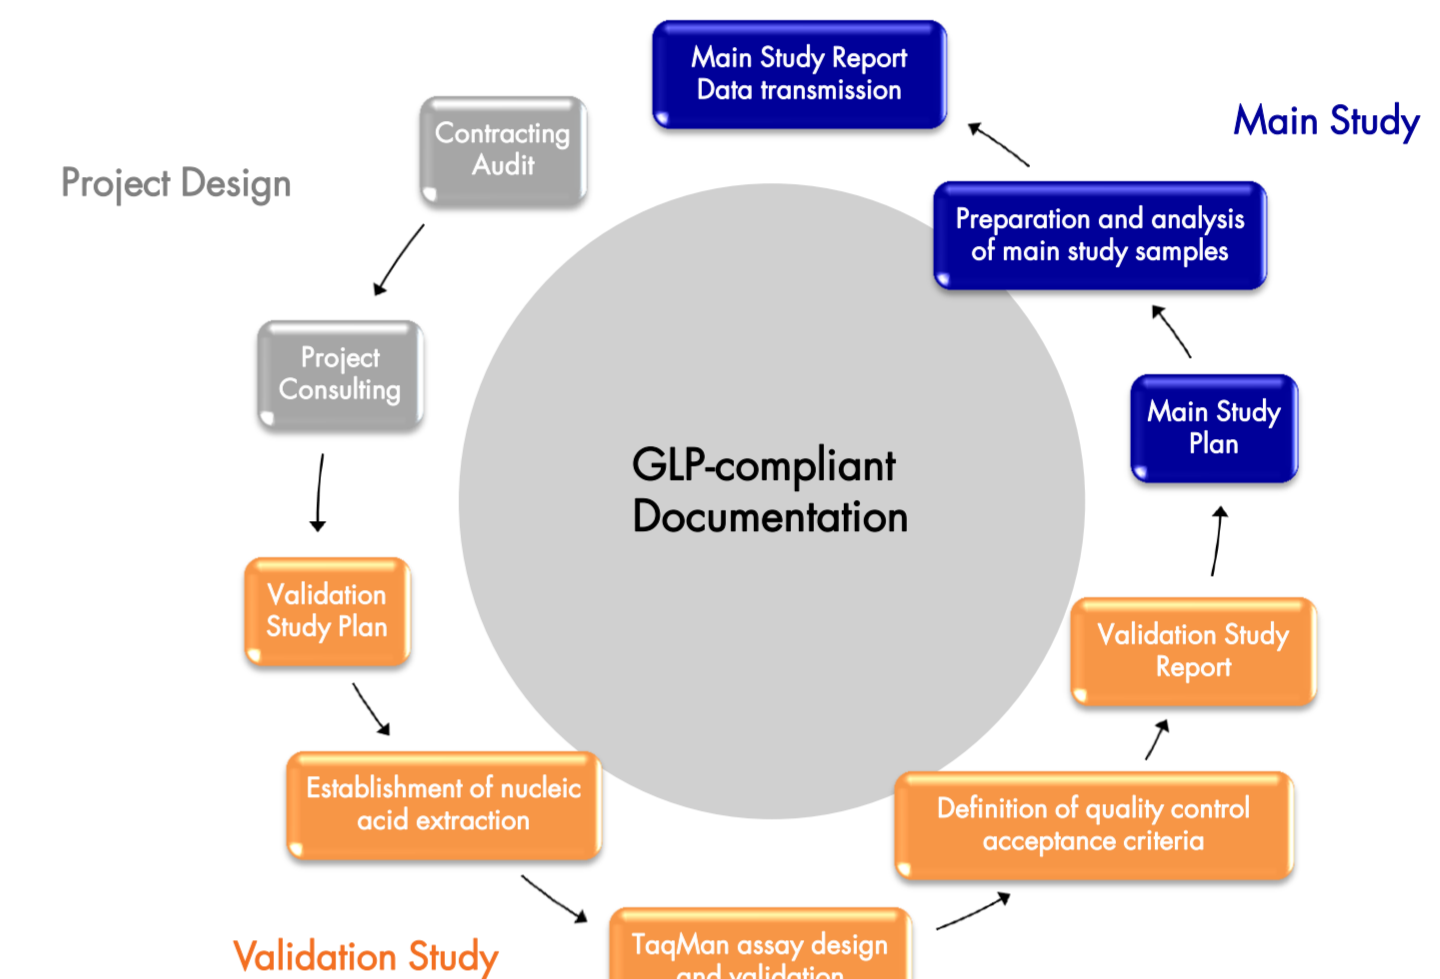 Main Study Report
Data transmission
Main Study
Contracting
Audit
Project Design
Preparation and analysis
of main study samples
Project
Consulting
Main Study
Plan
GLP-compliant
Documentation
Validation
Study Plan
Validation Study
Report
Establishment of nucleic
acid extraction
Definition of quality control
acceptance criteria
TaqMan assay design
and validation
Validation Study